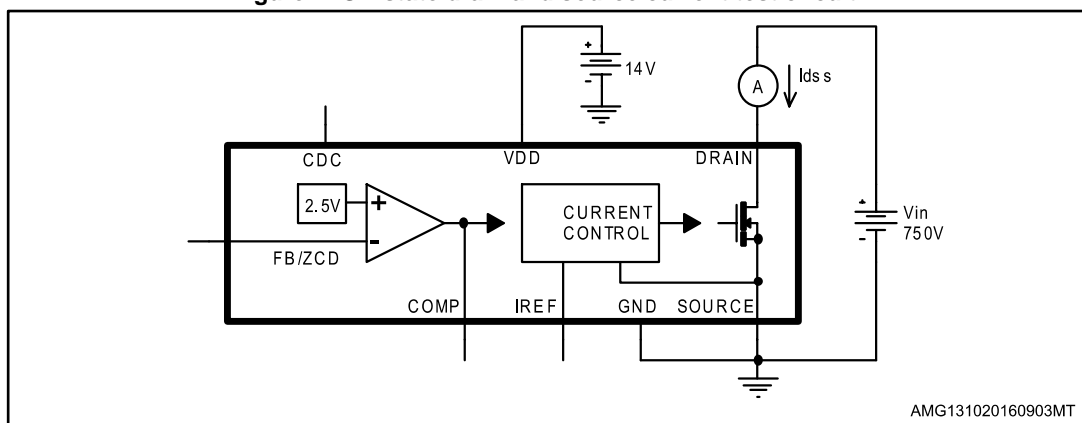 14V
A
Idss
CDC
VDD
DRAIN
2.5V
+
-
CURRENT
CONTROL
FB/ZCD
Vin
750V
COMP
IREF
GND
SOURCE
AMG131020160903MT